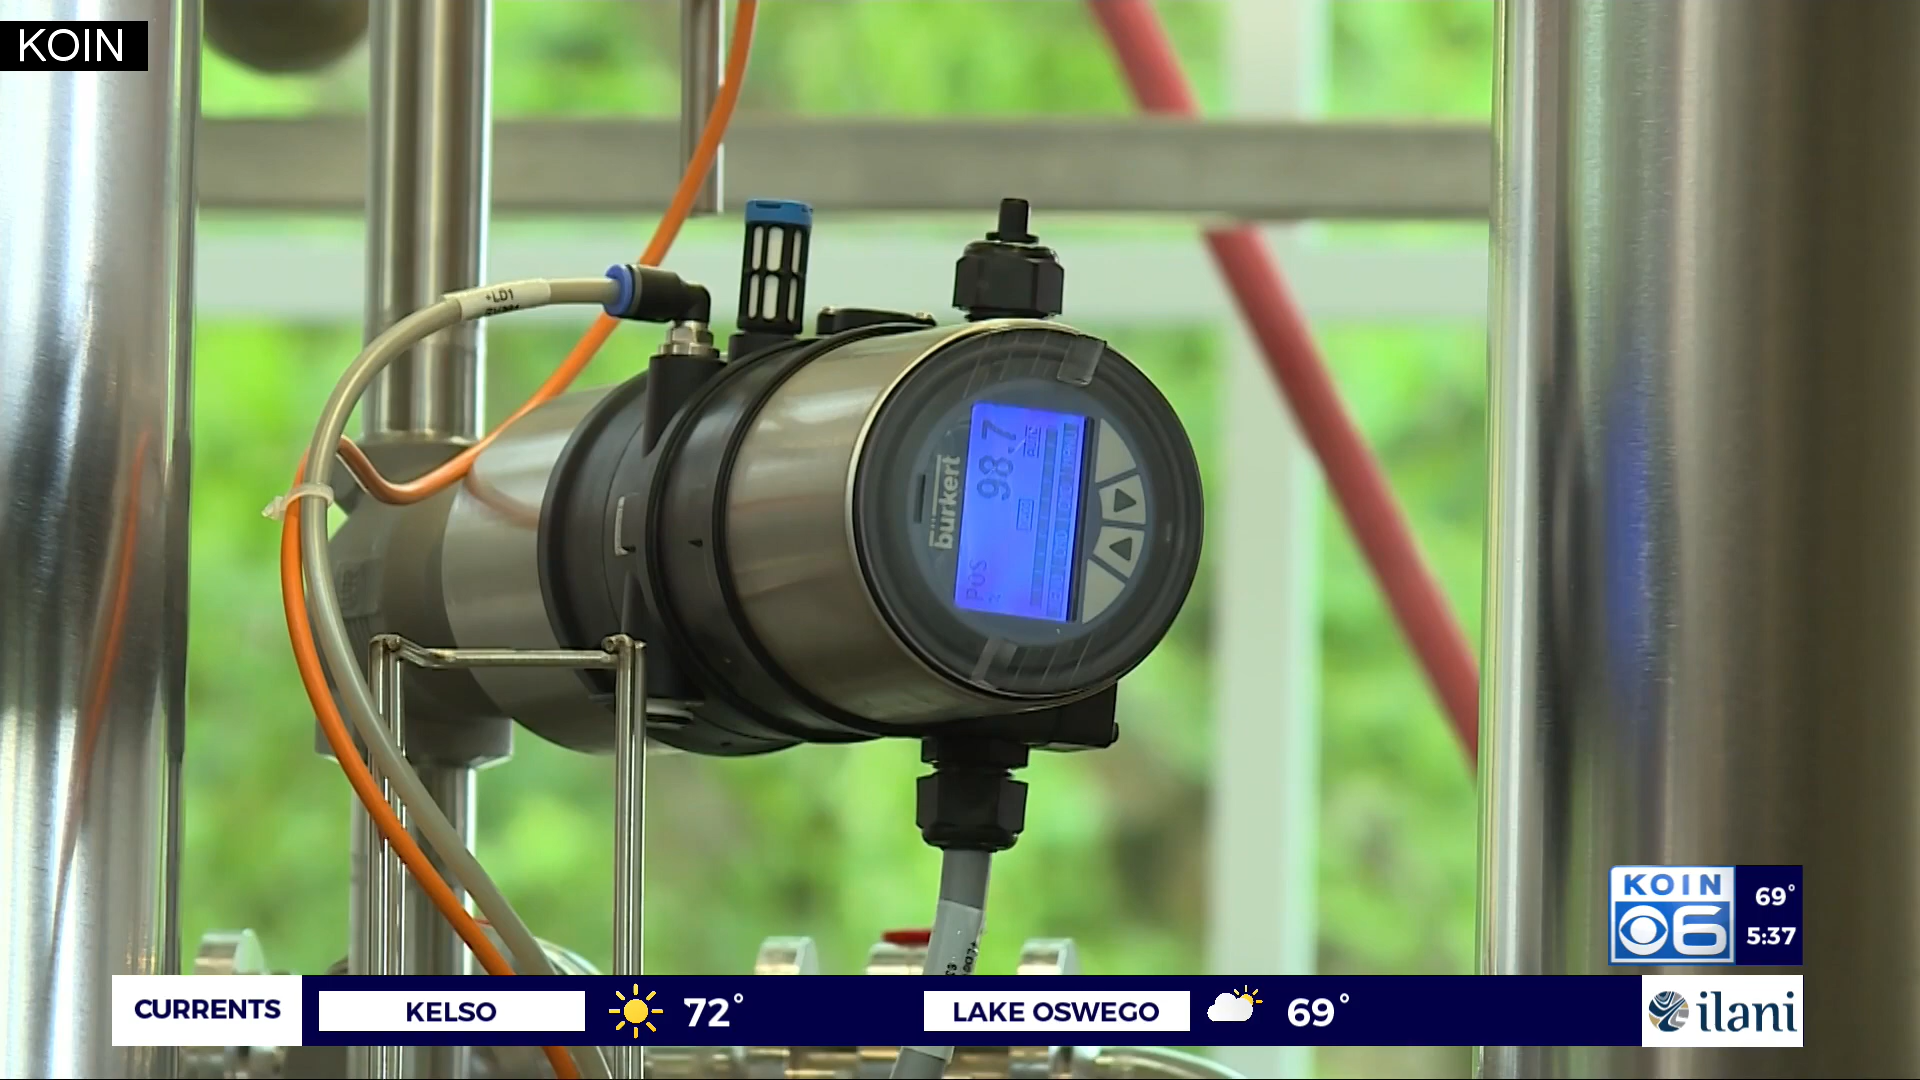 KOIN
+LD1
98.7
bürkert
POS
KOIN
6
69°
5:37
CURRENTS
KELSO
72°
LAKE OSWEGO
69°
ilani